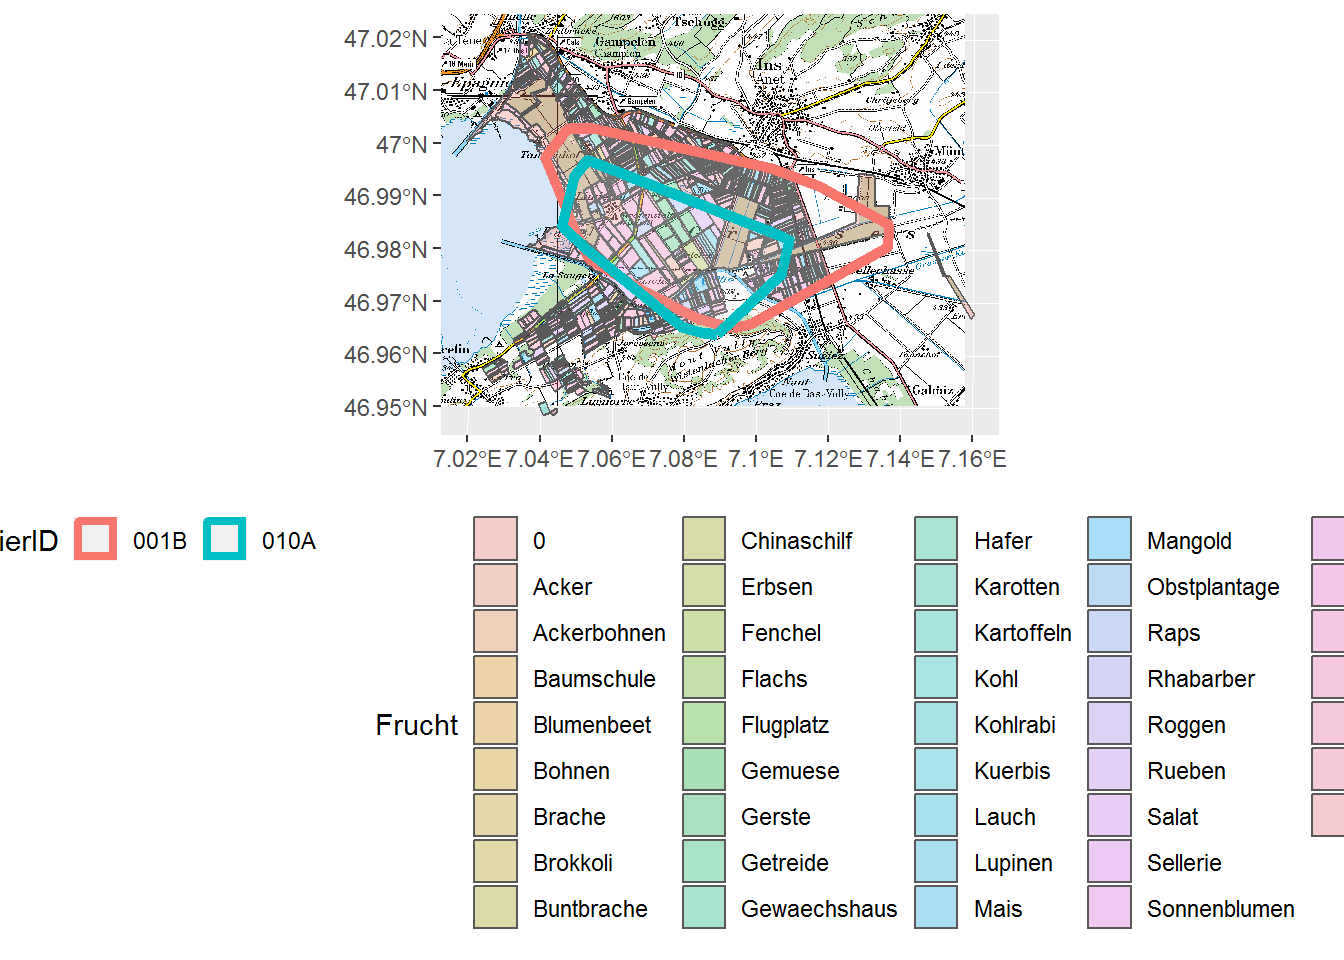 47.02°N
47.01°N
47°N
46.99°N
46.98°N
46.97°N
46.96°N
46.95°N
Tschugg
Gampelen
Champion
Ins
Anet
Gampelen
Ins
La Sauge
Sugiez
Galmiz
7.02°E 7.04°E 7.06°E 7.08°E 7.1°E 7.12°E 7.14°E 7.16°E
ierID 001B 010A
Frucht
0
Acker
Ackerbohnen
Baumschule
Blumenbeet
Bohnen
Brache
Brokkoli
Buntbrache
Chinaschilf
Erbsen
Fenchel
Flachs
Flugplatz
Gemuese
Gerste
Getreide
Gewaechshaus
Hafer
Karotten
Kartoffeln
Kohl
Kohlrabi
Kuerbis
Lauch
Lupinen
Mais
Mangold
Obstplantage
Raps
Rhabarber
Roggen
Rueben
Salat
Sellerie
Sonnenblumen